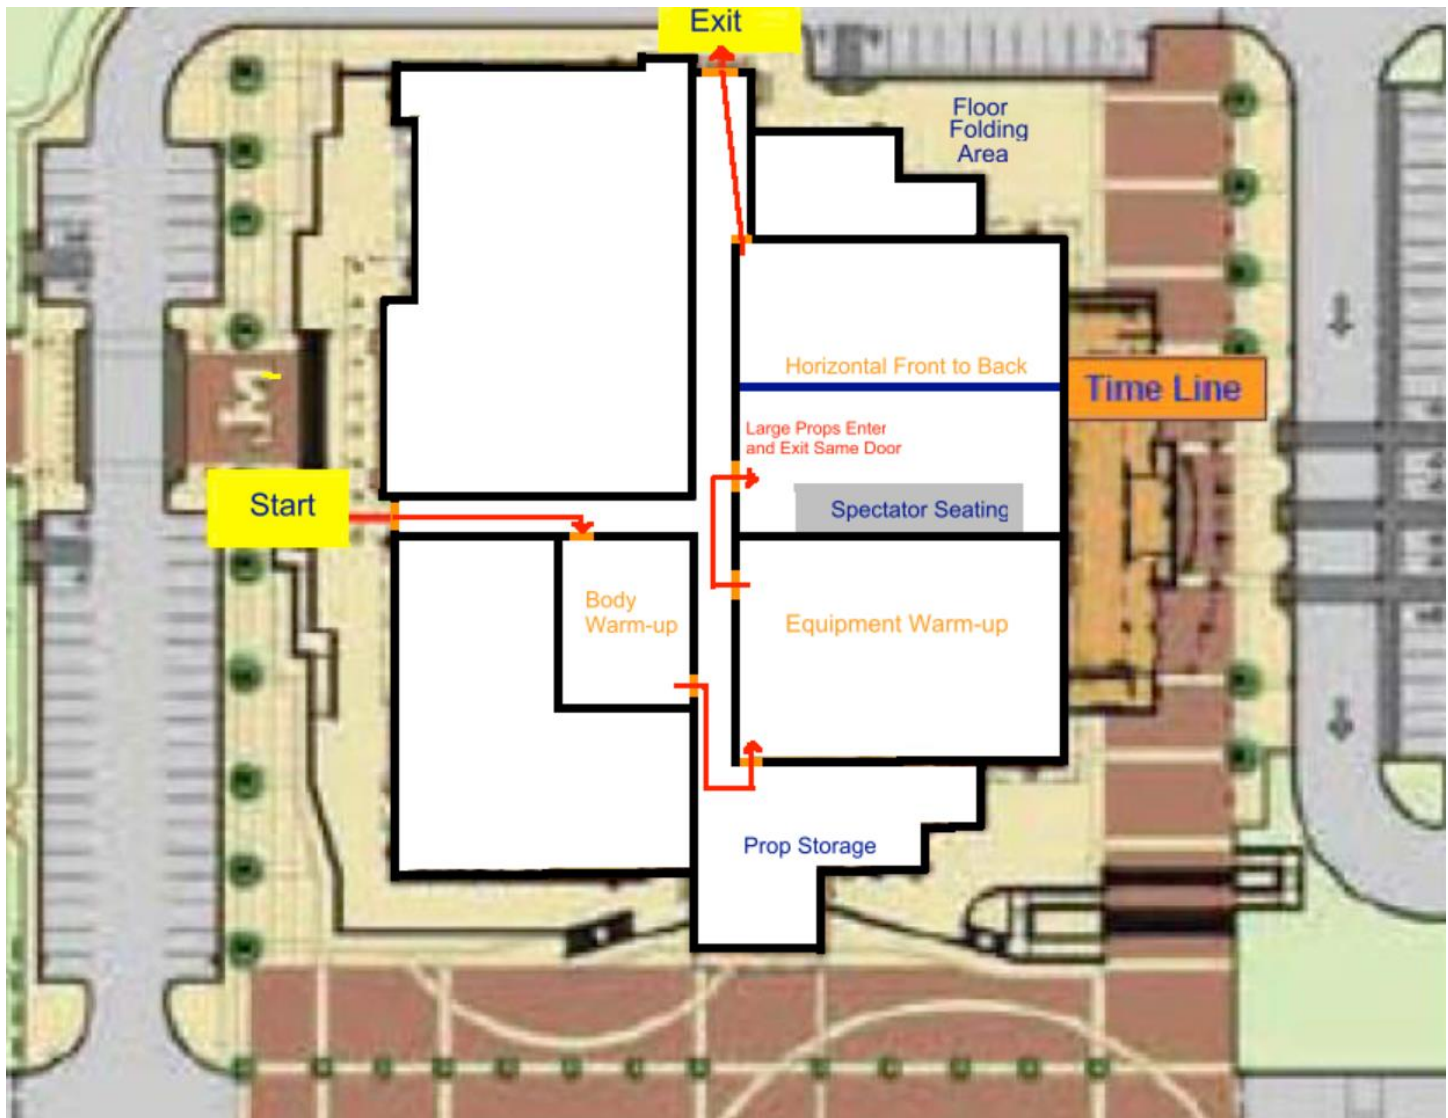 Exit
Floor
Folding
Area
Horizontal Front to Back
Time Line
Large Props Enter
and Exit Same Door
Start
Spectator Seating
Body
Warm-up
Equipment Warm-up
Prop Storage